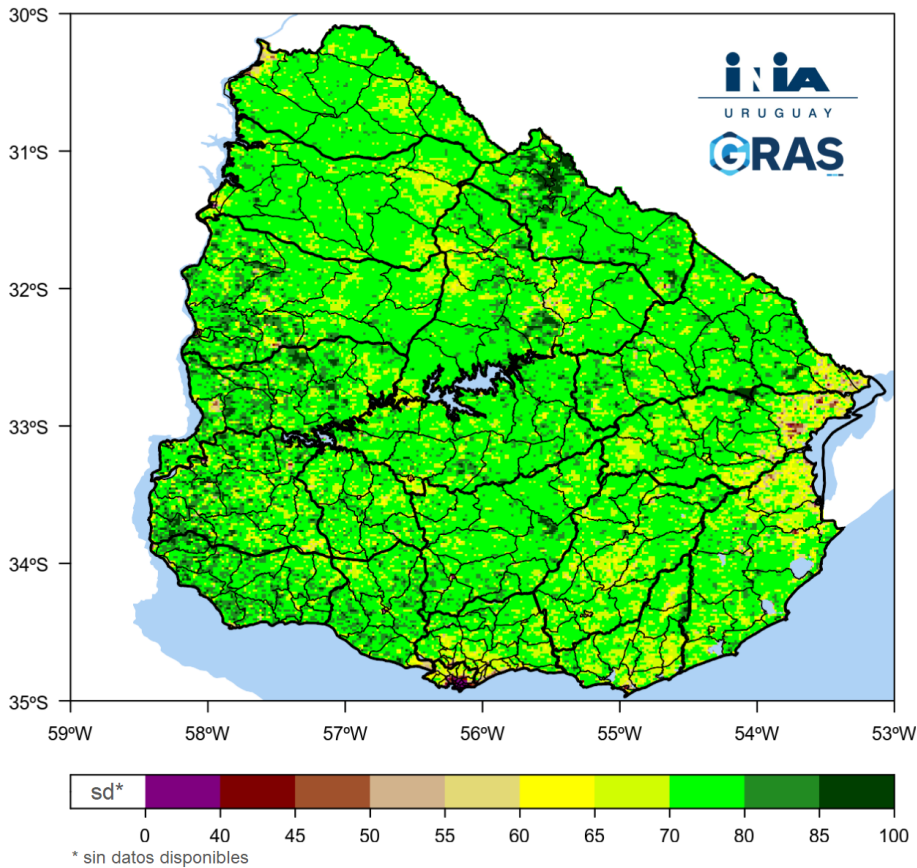 30ºS
31ºS
32ºS
33ºS
34ºS
35ºS
iNiA
URUGUAY
GRAS
59ºW 58ºW 57ºW 56ºW 55ºW 54ºW 53ºW
sd*
0 40 45 50 55 60 65 70 80 85 100
* sin datos disponibles